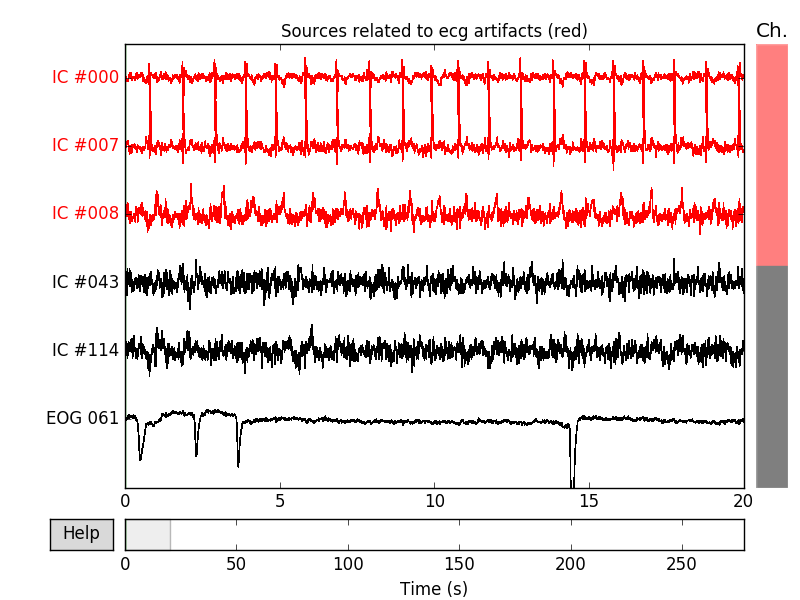 Sources related to ecg artifacts (red)
Ch.
IC #000
IC #007
IC #008
IC #043
IC #114
EOG 061
0 5 10 15 20
Help
0 50 100 150 200 250
Time (s)